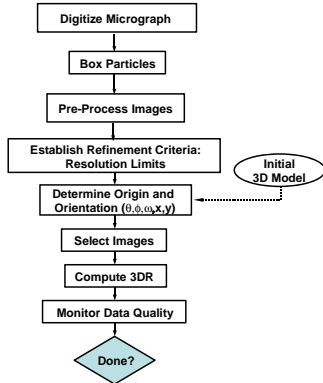 Digitize Micrograph
Box Particles
Pre-Process Images
Establish Refinement Criteria:
Resolution Limits
Initial
3D Model
Determine Origin and
Orientation (θ,ϕ,ω,x,y)
Select Images
Compute 3DR
Monitor Data Quality
Done?